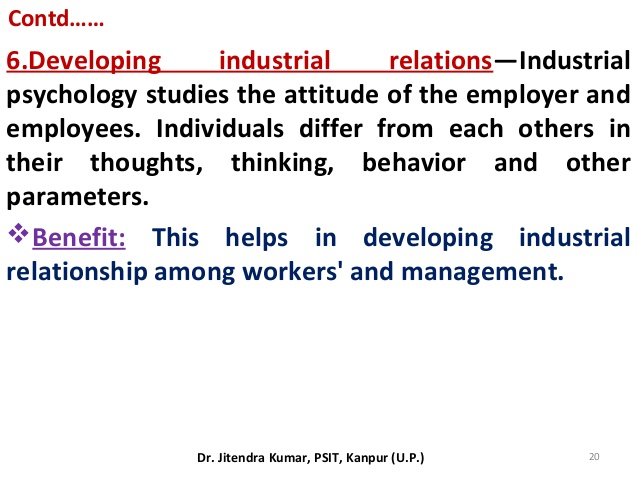 Contd……
6.Developing industrial relations—Industrial
psychology studies the attitude of the employer and
employees. Individuals differ from each others in
their thoughts, thinking, behavior and other
parameters.
❖Benefit: This helps in developing industrial
relationship among workers' and management.
Dr. Jitendra Kumar, PSIT, Kanpur (U.P.)
20